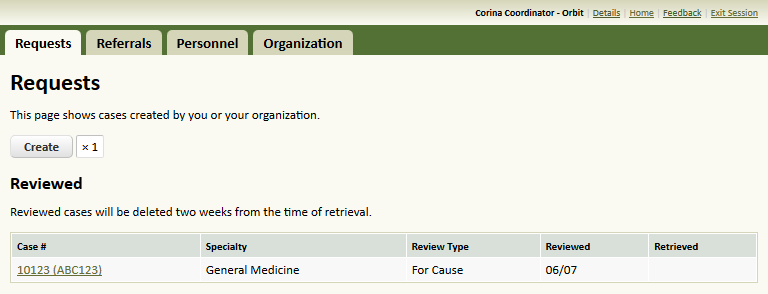 Corina Coordinator - Orbit | Details | Home | Feedback | Exit Session
Requests Referrals Personnel Organization
Requests
This page shows cases created by you or your organization.
Create × 1
Reviewed
Reviewed cases will be deleted two weeks from the time of retrieval.
Case # Specialty Review Type Reviewed Retrieved
10123 (ABC123) General Medicine For Cause 06/07